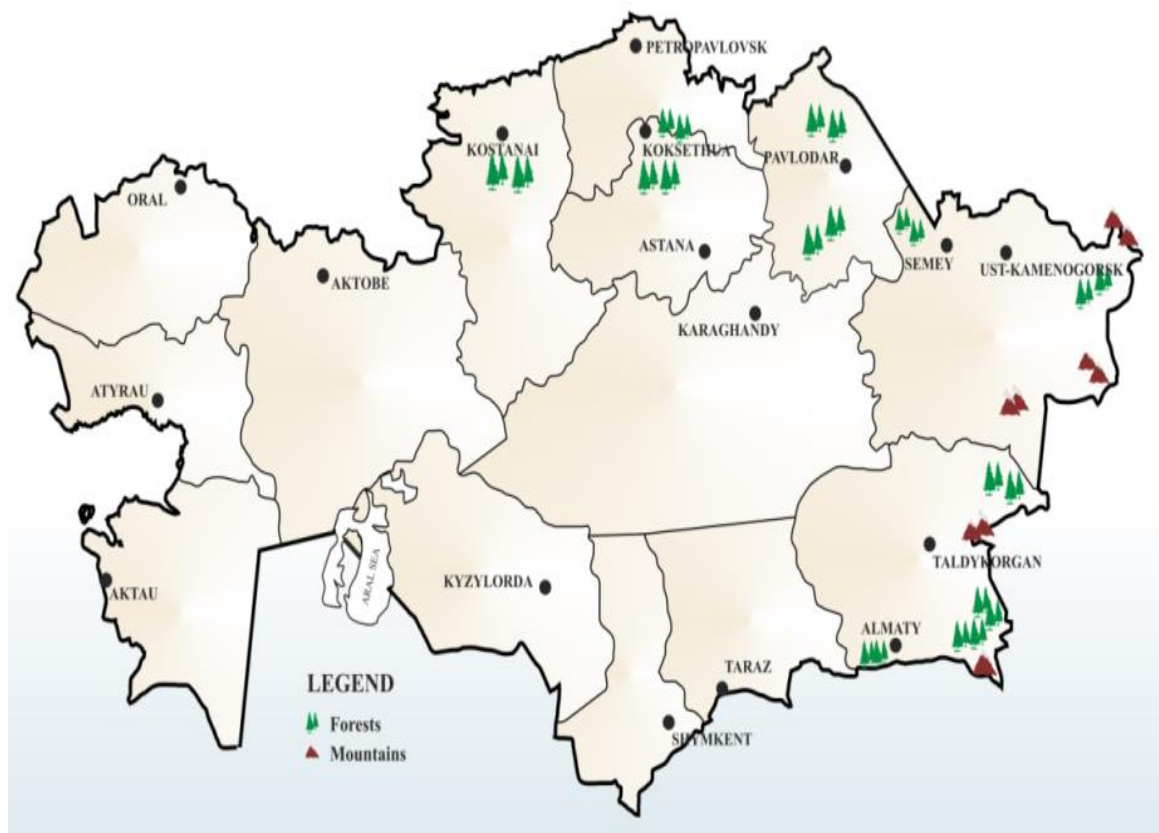 PETROPAVLOVSK
KOSTANAI
KOKSETHUA
PAVLODAR
ORAL
ASTANA
SEMEY
UST-KAMENOGORSK
AKTOBE
KARAGHANDY
ATYRAU
TALDYKORGAN
KYZYLORDA
ARAL SEA
AKTAU
ALMATY
TARAZ
LEGEND
Forests
SHYMKENT
Mountains